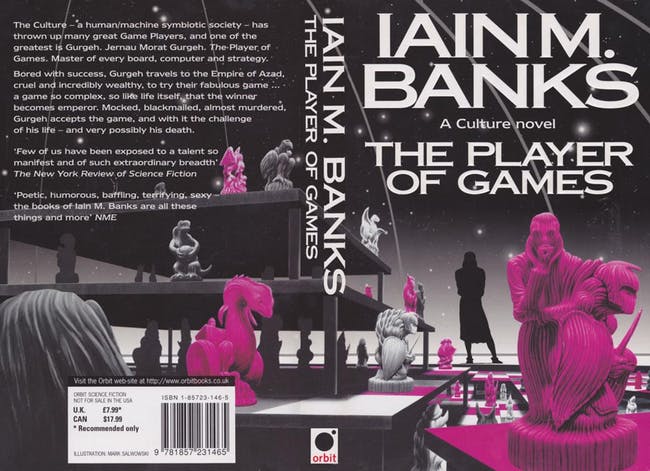 The Culture – a human/machine symbiotic society – has
thrown up many great Game Players, and one of the
greatest is Gurgeh. Jernau Morat Gurgeh. The Player of
Games. Master of every board, computer and strategy.
Bored with success, Gurgeh travels to the Empire of Azad,
cruel and incredibly wealthy, to try their fabulous game ...
a game so complex, so like life itself, that the winner
becomes emperor. Mocked, blackmailed, almost murdered,
Gurgeh accepts the game, and with it the challenge
of his life – and very possibly his death.
'Few of us have been exposed to a talent so
manifest and of such extraordinary breadth'
The New York Review of Science Fiction
'Poetic, humorous, baffling, terrifying, sexy –
the books of Iain M. Banks are all these
things and more' NME
Visit the Orbit web-site at http://www.orbitbooks.co.uk
ORBIT SCIENCE FICTION
NOT FOR SALE IN THE USA
U.K. £7.99*
CAN $17.99
* Recommended only
ILLUSTRATION: MARK SALWOWSKI
ISBN 1-85723-146-5
9 781857 231465
IAIN M. BANKS
THE PLAYER OF GAMES
orbit
IAIN M.
BANKS
A Culture novel
THE PLAYER
OF GAMES